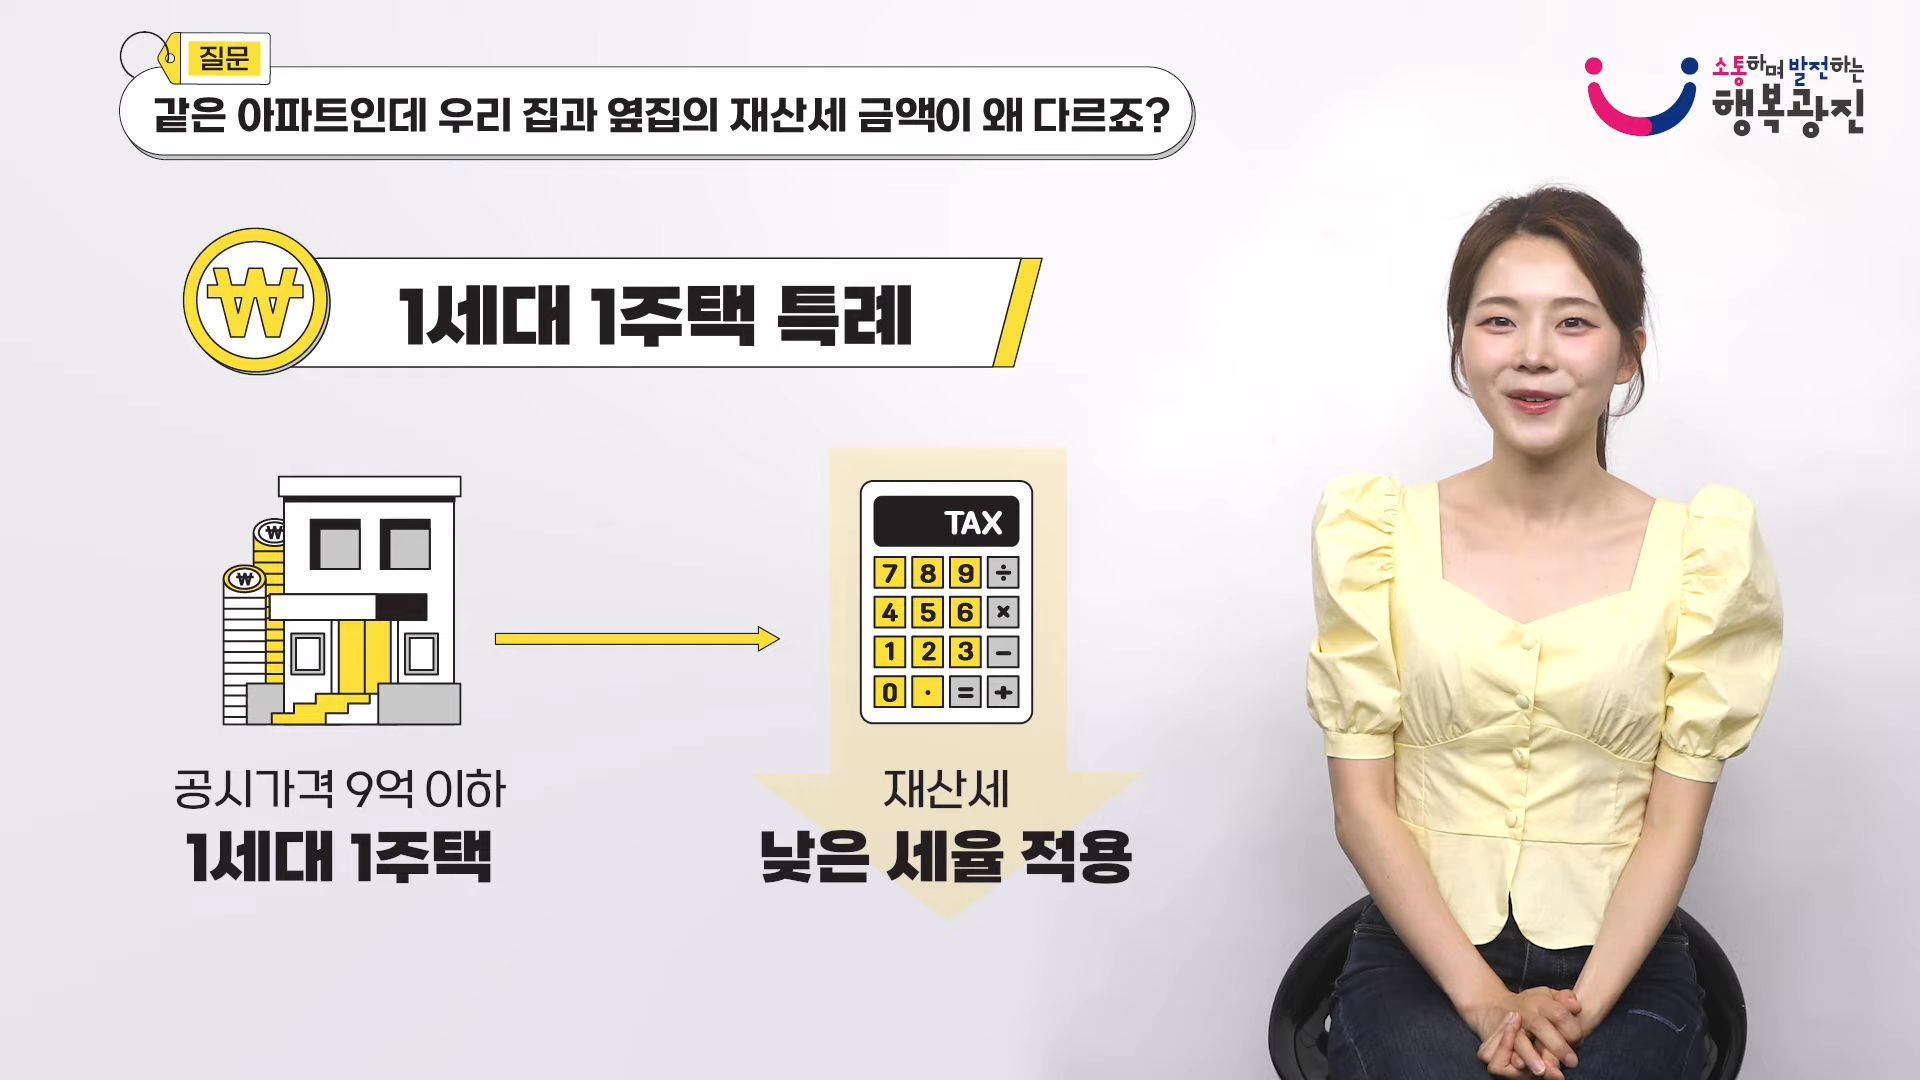 질문
같은 아파트인데 우리 집과 옆집의 재산세 금액이 왜 다르죠?
소통하며 발전하는
행복광진
₩
1세대 1주택 특례
₩
₩
TAX
7 8 9 ÷
4 5 6 ×
1 2 3 −
0 · = +
공시가격 9억 이하
1세대 1주택
재산세
낮은 세율 적용